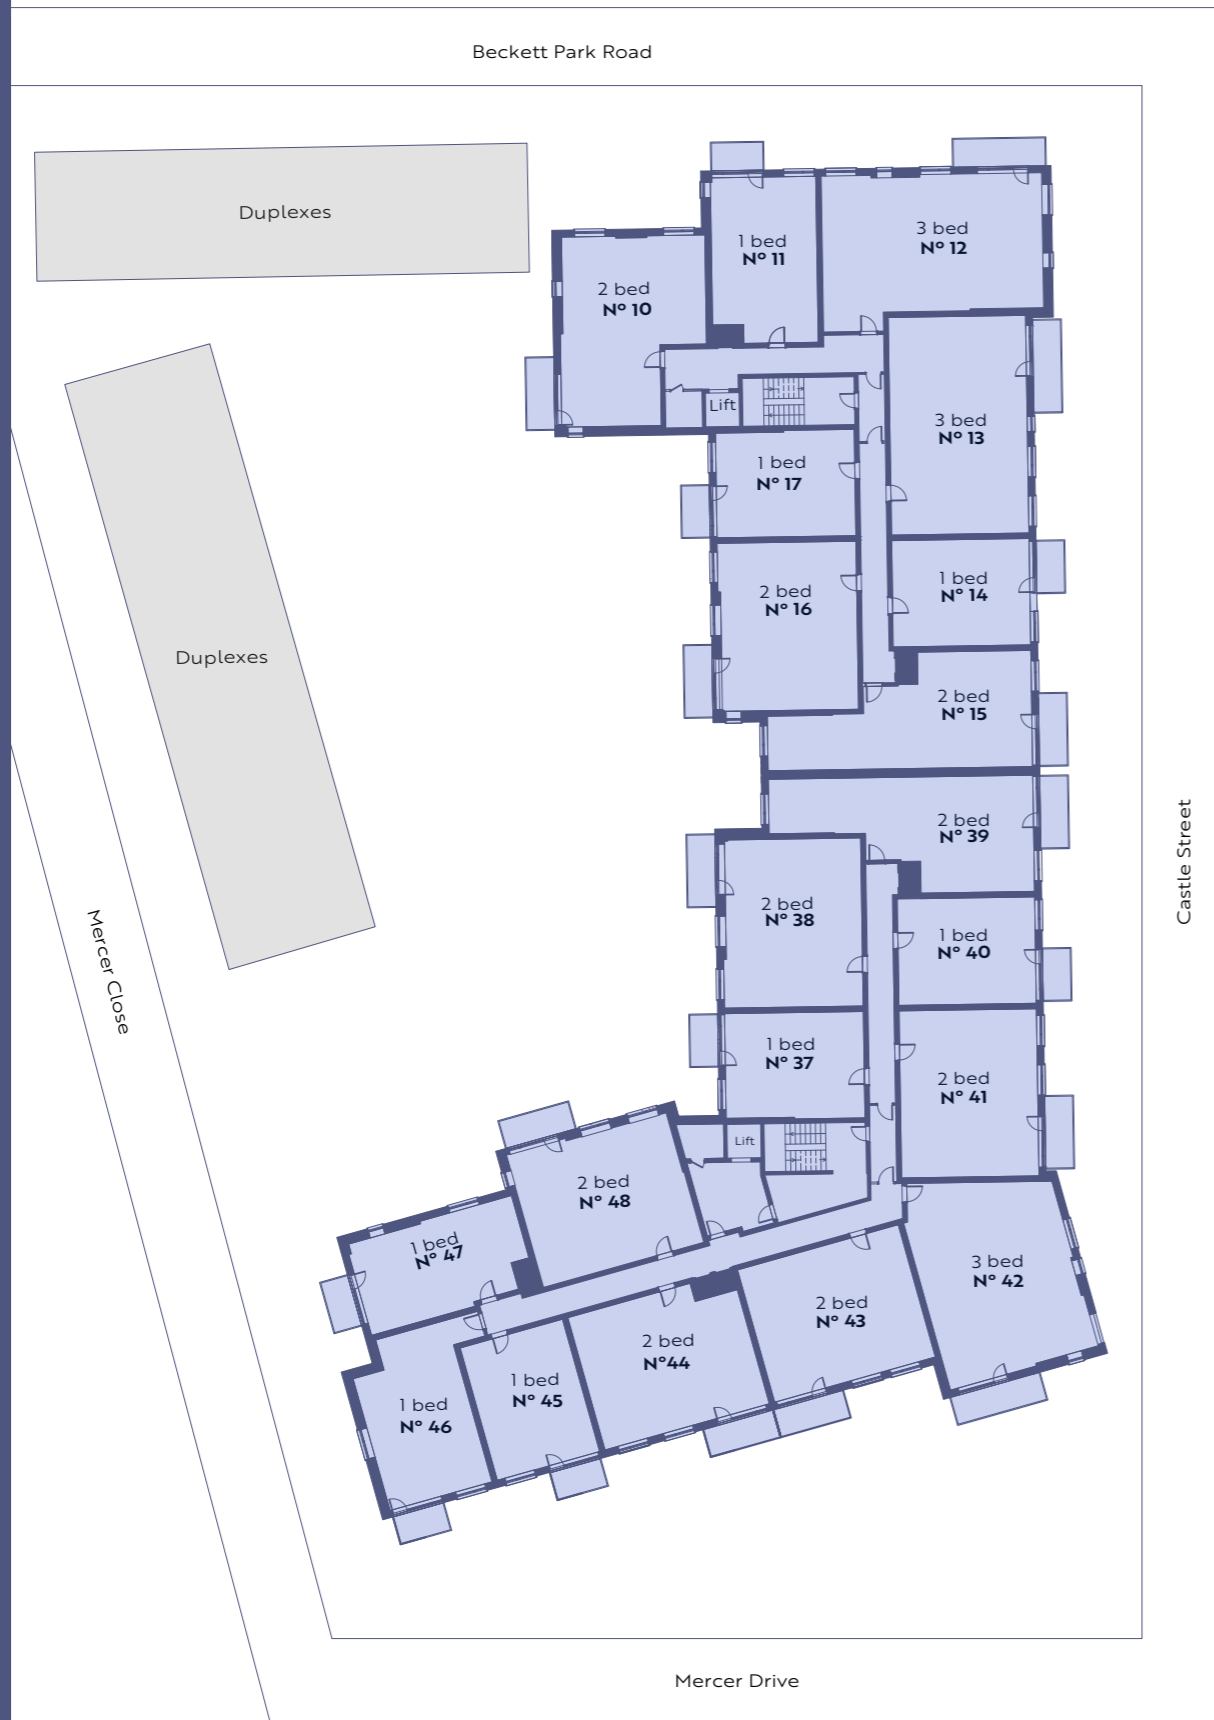 Beckett Park Road
Duplexes
3 bed
Nº 12
1 bed
Nº 11
2 bed
Nº 10
Lift
3 bed
Nº 13
1 bed
Nº 17
1 bed
Nº 14
2 bed
Nº 16
Duplexes
2 bed
Nº 15
2 bed
Nº 39
Castle Street
2 bed
Nº 38
1 bed
Nº 40
Mercer Close
1 bed
Nº 37
2 bed
Nº 41
Lift
2 bed
Nº 48
1 bed
Nº 47
3 bed
Nº 42
2 bed
Nº 43
2 bed
Nº44
1 bed
Nº 45
1 bed
Nº 46
Mercer Drive